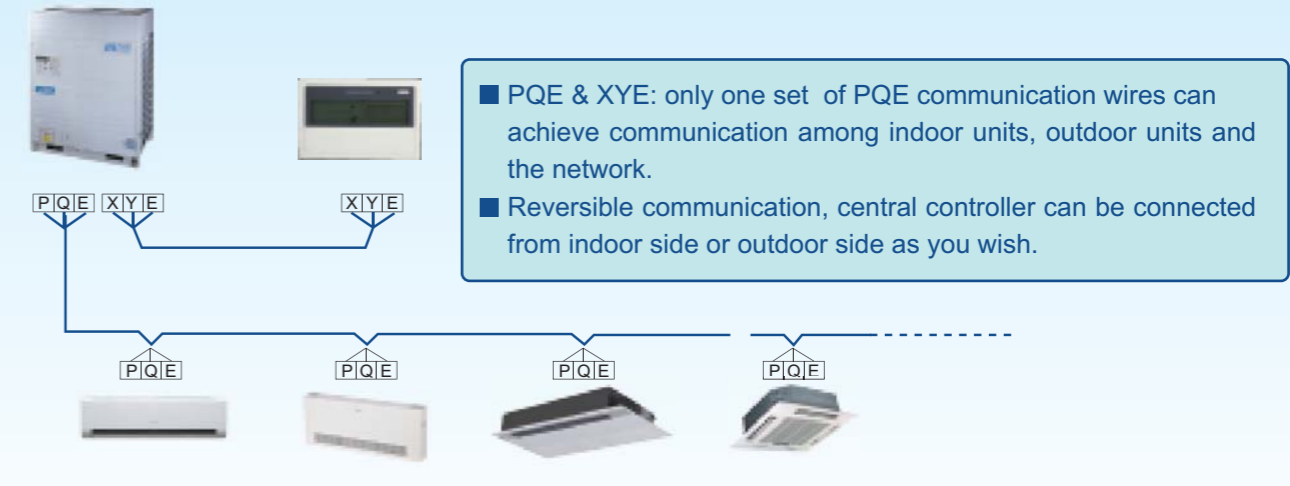 ■ PQE & XYE: only one set of PQE communication wires can
achieve communication among indoor units, outdoor units and
the network.
■ Reversible communication, central controller can be connected
from indoor side or outdoor side as you wish.
P Q E X Y E X Y E
P Q E P Q E P Q E P Q E